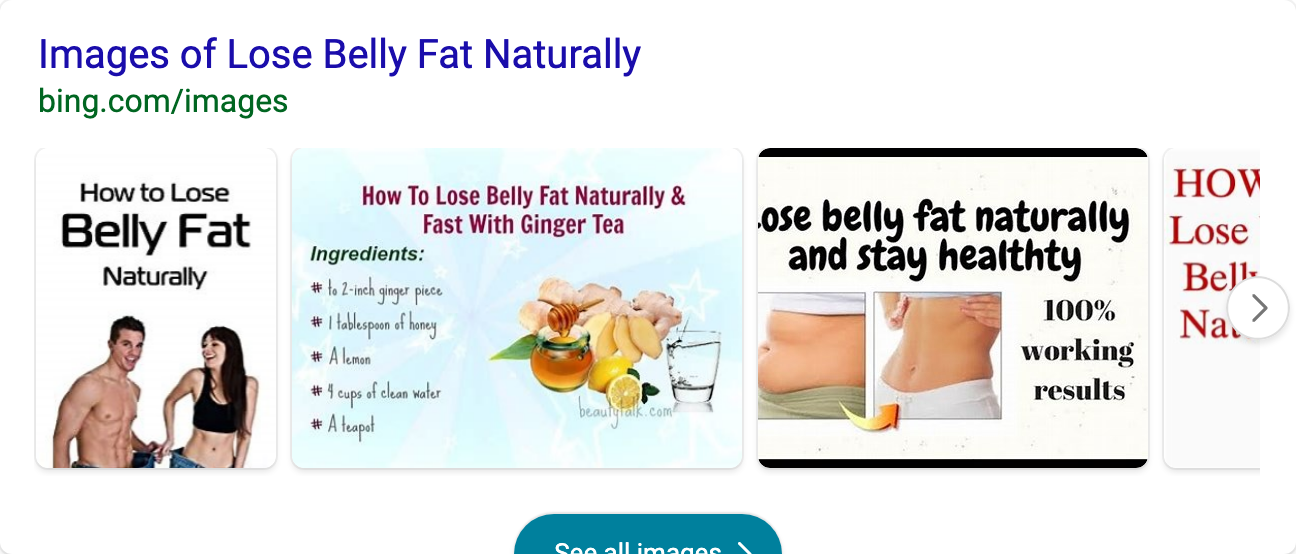 Images of Lose Belly Fat Naturally
bing.com/images
How to Lose
Belly Fat
Naturally
How To Lose Belly Fat Naturally &
Fast With Ginger Tea
Ingredients:
# to 2-inch ginger piece
# 1 tablespoon of honey
# A lemon
# 4 cups of clean water
# A teapot
beautytalk.com
ose belly fat naturally
and stay healthty
100%
working
results
HOW
Lose
Belly
Nat
See all images